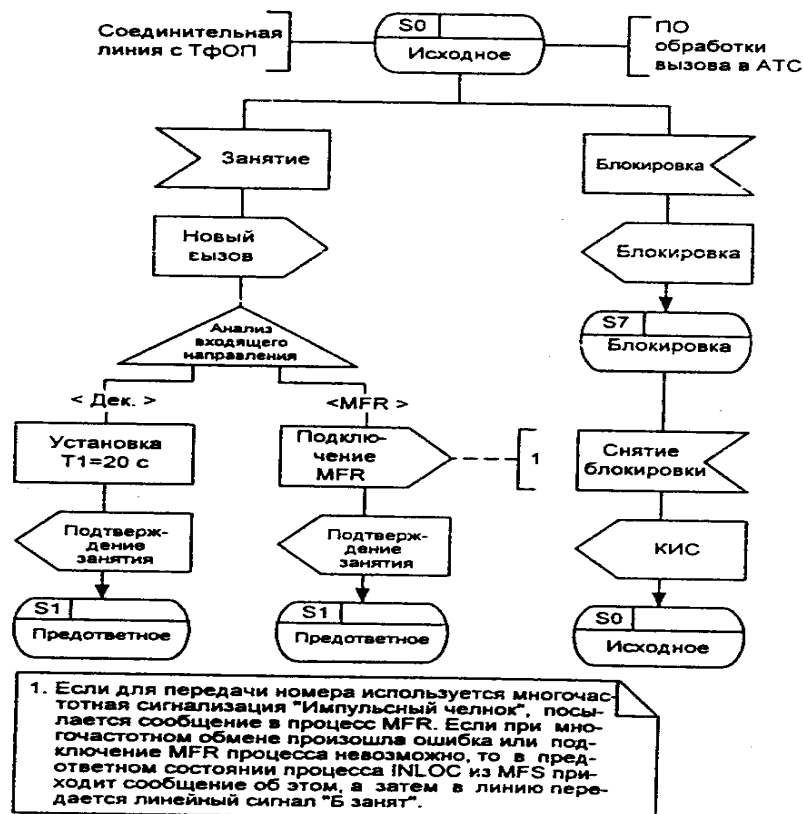 Соединительная
линия с ТфОП
S0
Исходное
ПО
обработки
вызова в АТС
Занятие
Блокировка
Новый
вызов
Блокировка
Анализ
входящего
направления
S7
Блокировка
< Дек. >
<MFR >
Установка
T1=20 с
Подклю-
чение
MFR
1
Снятие
блокировки
Подтверж-
дение
занятия
Подтверж-
дение
занятия
КИС
S1
Предответное
S1
Предответное
S0
Исходное
1. Если для передачи номера используется многочас-
тотная сигнализация "Импульсный челнок", посы-
лается сообщение в процесс MFR. Если при мно-
гочастотном обмене произошла ошибка или под-
ключение MFR процесса невозможно, то в пред-
ответном состоянии процесса INLOC из MFS при-
ходит сообщение об этом, а затем в линию пере-
дается линейный сигнал "Б занят".